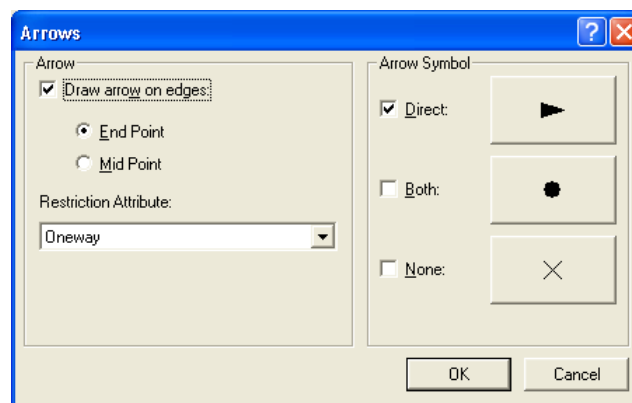 Arrows
Arrow
Draw arrow on edges:
End Point
Mid Point
Restriction Attribute:
Oneway
Arrow Symbol
Direct:
Both:
None:
OK
Cancel